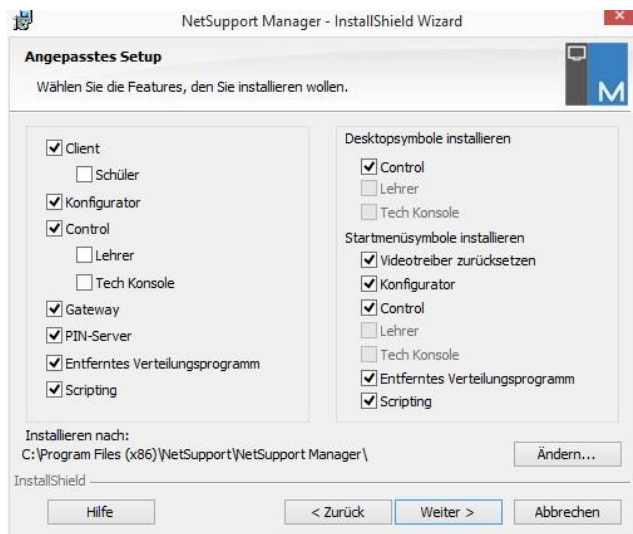 NetSupport Manager - InstallShield Wizard
Angepasstes Setup
Wählen Sie die Features, den Sie installieren wollen.
M
Client
Schüler
Konfigurator
Control
Lehrer
Tech Konsole
Gateway
PIN-Server
Entferntes Verteilungsprogramm
Scripting
Desktopsymbole installieren
Control
Lehrer
Tech Konsole
Startmenüsymbole installieren
Videotreiber zurücksetzen
Konfigurator
Control
Lehrer
Tech Konsole
Entferntes Verteilungsprogramm
Scripting
Installieren nach:
C:\Program Files (x86)\NetSupport\NetSupport Manager\
Ändern...
InstallShield
Hilfe
< Zurück
Weiter >
Abbrechen